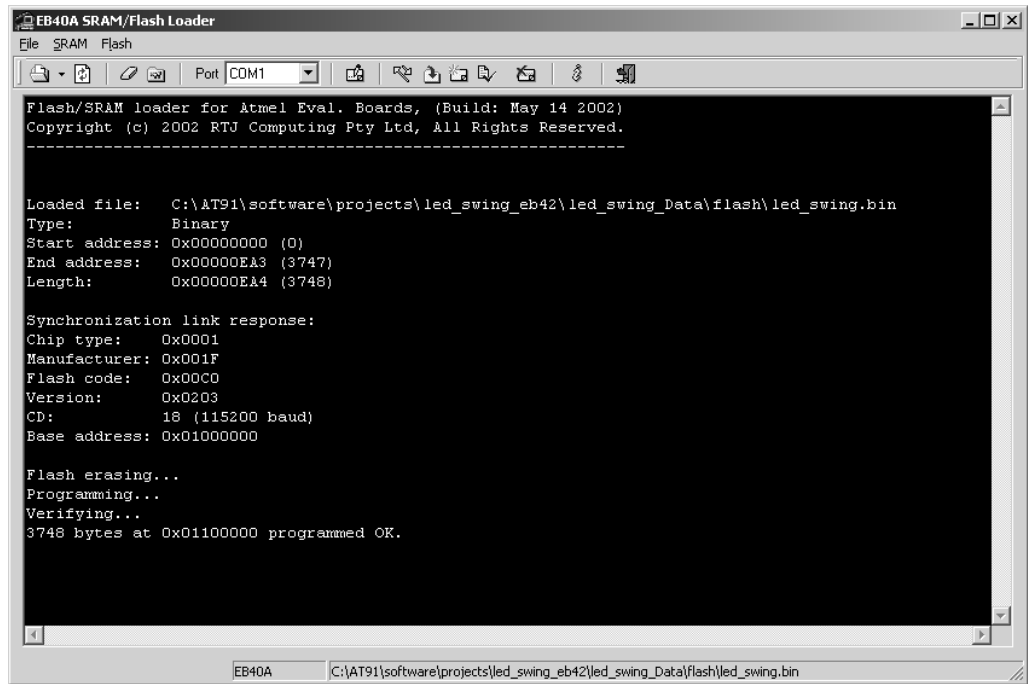 EB40A SRAM/Flash Loader
File SRAM Flash
Port COM1
Flash/SRAM loader for Atmel Eval. Boards, (Build: May 14 2002)
Copyright (c) 2002 RTJ Computing Pty Ltd, All Rights Reserved.
--------------------------------------------------------------
Loaded file: C:\AT91\software\projects\led_swing_eb42\led_swing_Data\flash\led_swing.bin
Type: Binary
Start address: 0x00000000 (0)
End address: 0x00000EA3 (3747)
Length: 0x00000EA4 (3748)
Synchronization link response:
Chip type: 0x0001
Manufacturer: 0x001F
Flash code: 0x00C0
Version: 0x0203
CD: 18 (115200 baud)
Base address: 0x01000000
Flash erasing...
Programming...
Verifying...
3748 bytes at 0x01100000 programmed OK.
EB40A C:\AT91\software\projects\led_swing_eb42\led_swing_Data\flash\led_swing.bin